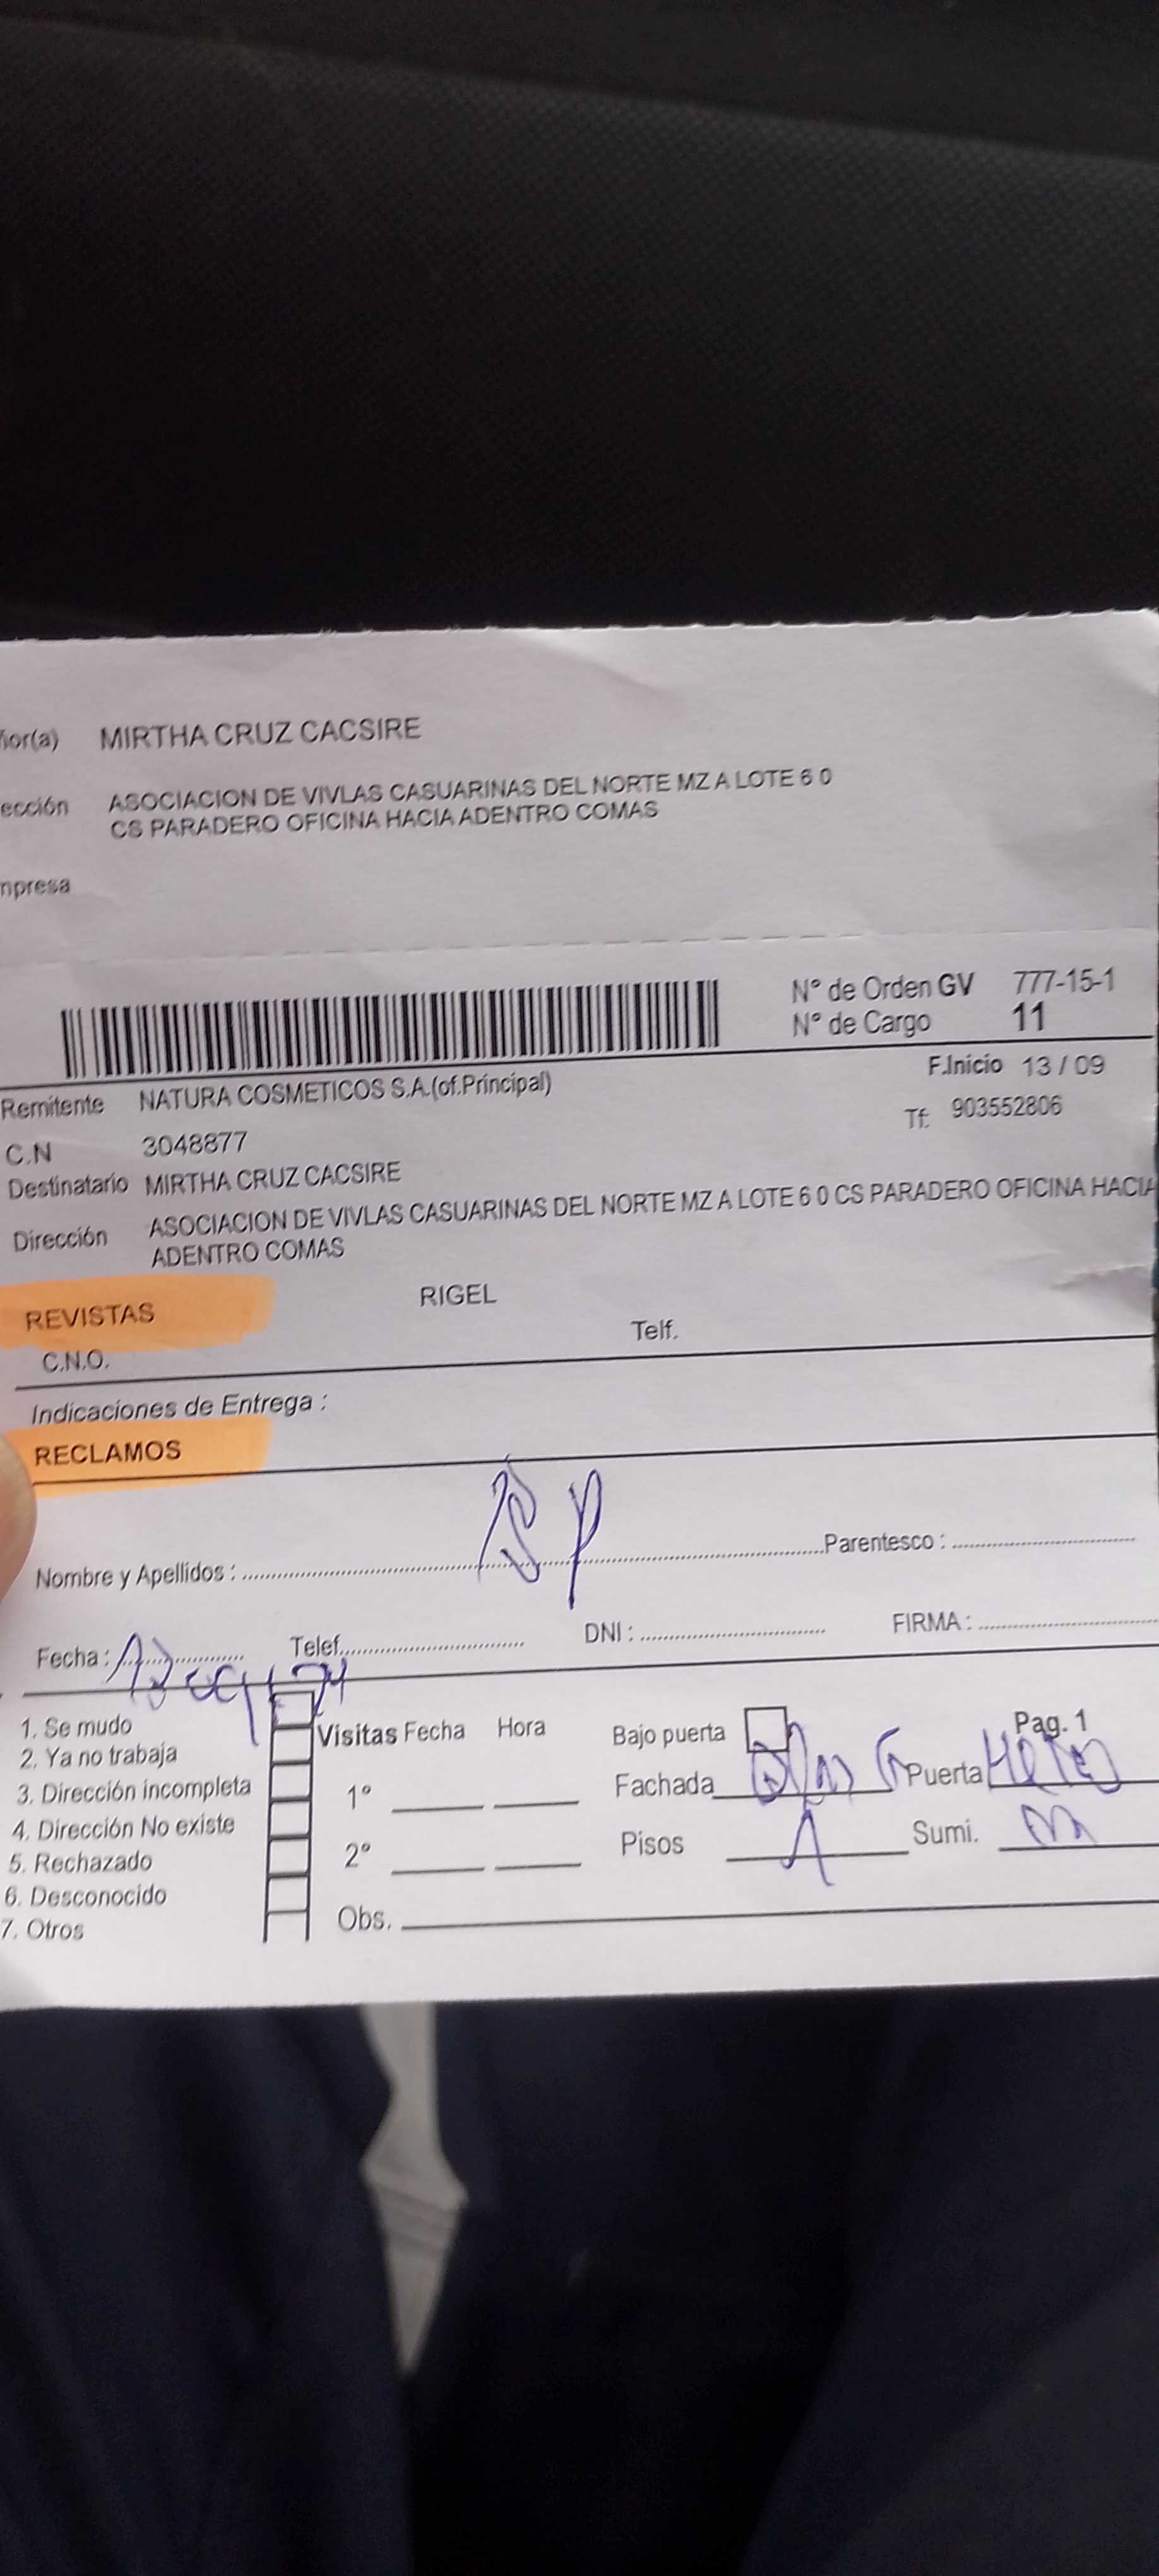 ñor(a) MIRTHA CRUZ CACSIRE
ección ASOCIACION DE VIVLAS CASUARINAS DEL NORTE MZ A LOTE 6 0
CS PARADERO OFICINA HACIA ADENTRO COMAS
mpresa
N° de Orden GV 777-15-1
N° de Cargo 11
F.Inicio 13 / 09
Remitente NATURA COSMETICOS S.A.(of.Principal)
Tf: 903552806
C.N 3048877
Destinatario MIRTHA CRUZ CACSIRE
Dirección ASOCIACION DE VIVLAS CASUARINAS DEL NORTE MZ A LOTE 6 0 CS PARADERO OFICINA HACIA
ADENTRO COMAS
REVISTAS RIGEL
Telf.
C.N.O.
Indicaciones de Entrega :
RECLAMOS
BP
Nombre y Apellidos : Parentesco :
Fecha : Telef. DNI : FIRMA :
1. Se mudo Visitas Fecha Hora Bajo puerta Pag. 1
2. Ya no trabaja
3. Dirección incompleta 1° Fachada Puerta
4. Dirección No existe
5. Rechazado 2° Pisos 1 Sumi.
6. Desconocido
7. Otros Obs.